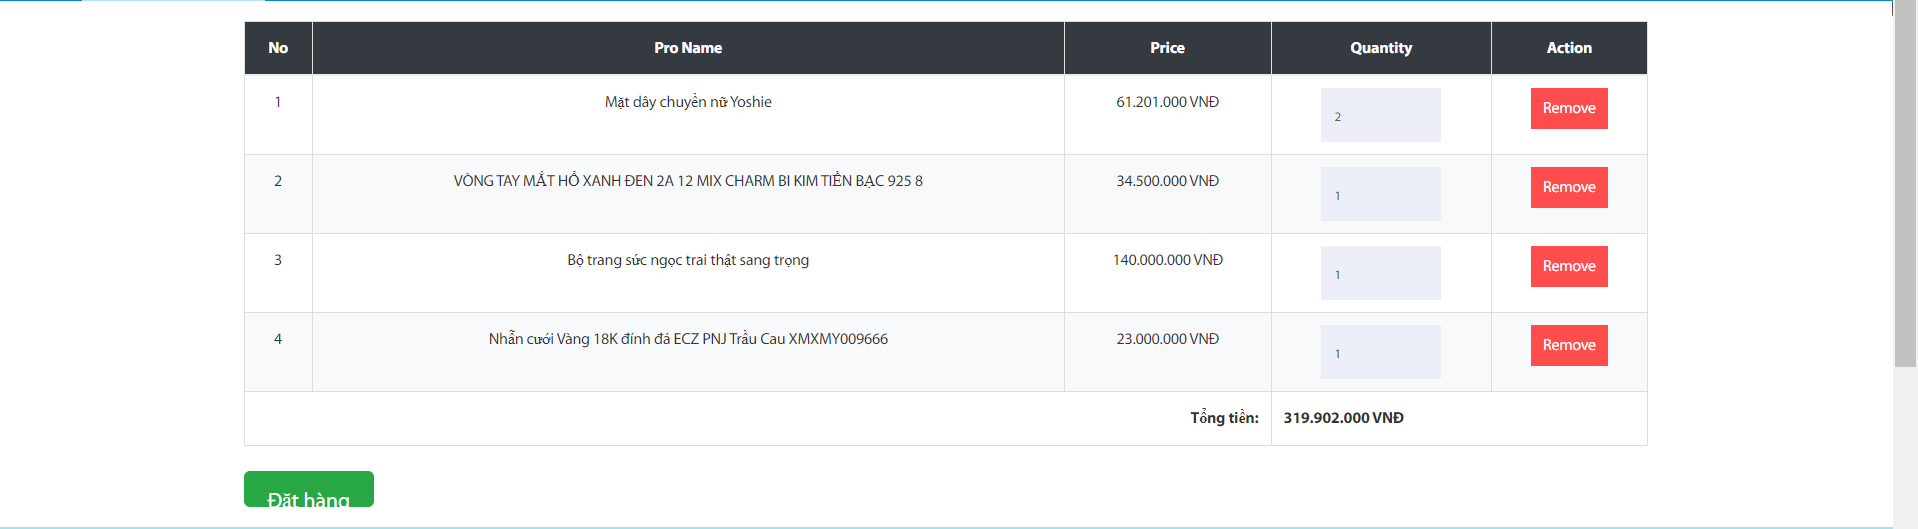 No Pro Name Price Quantity Action
1 Mặt dây chuyền nữ Yoshie 61.201.000 VNĐ 2 Remove
2 VÒNG TAY MẮT HỔ XANH ĐEN 2A 12 MIX CHARM BI KIM TIỀN BẠC 925 8 34.500.000 VNĐ 1 Remove
3 Bộ trang sức ngọc trai thật sang trọng 140.000.000 VNĐ 1 Remove
4 Nhẫn cưới Vàng 18K đính đá ECZ PNJ Trầu Cau XMXMY009666 23.000.000 VNĐ 1 Remove
Tổng tiền: 319.902.000 VNĐ
Đặt hàng